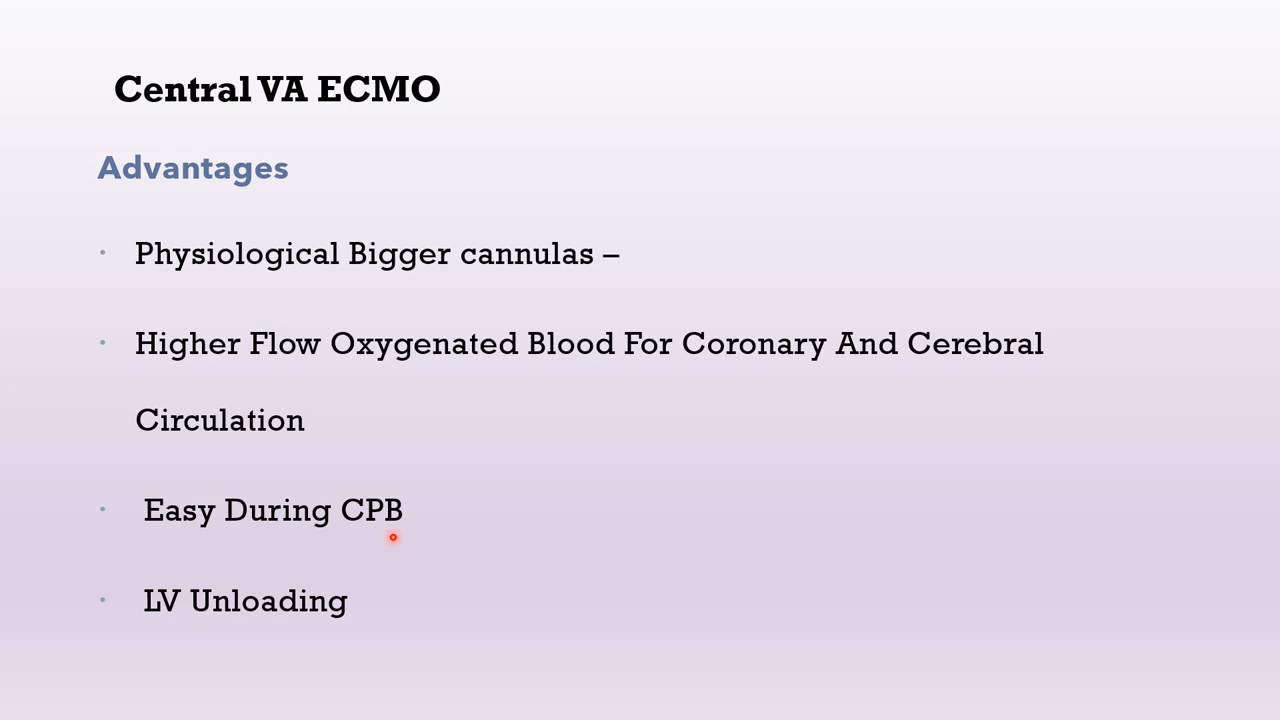 Central VA ECMO
Advantages
• Physiological Bigger cannulas –
• Higher Flow Oxygenated Blood For Coronary And Cerebral
Circulation
• Easy During CPB
• LV Unloading